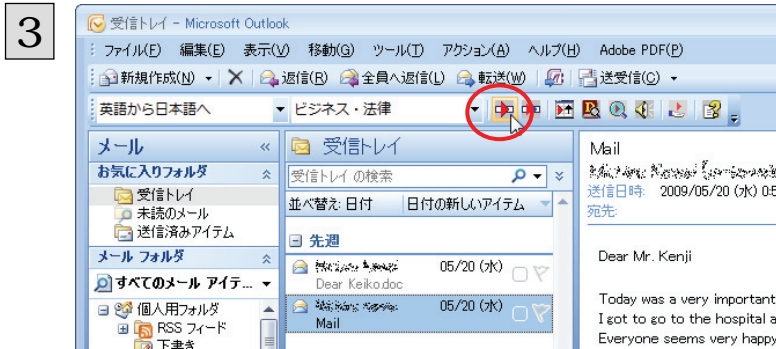 3
受信トレイ - Microsoft Outlook
ファイル(F) 編集(E) 表示(V) 移動(G) ツール(T) アクション(A) ヘルプ(H) Adobe PDF(P)
新規作成(N) 返信(R) 全員へ返信(L) 転送(W) 送受信(C)
英語から日本語へ ビジネス・法律
メール «
お気に入りフォルダ
受信トレイ
未読のメール
送信済みアイテム
メール フォルダ
すべてのメール アイテ...
個人用フォルダ
RSS フィード
下書き
受信トレイ
受信トレイ の検索
並べ替え: 日付 日付の新しいアイテム
先週
05/20 (水)
Dear Keiko.doc
05/20 (水)
Mail
Mail
送信日時: 2009/05/20 (水) 0:5
宛先:
Dear Mr. Kenji
Today was a very important
I got to go to the hospital a
Everyone seems very happy